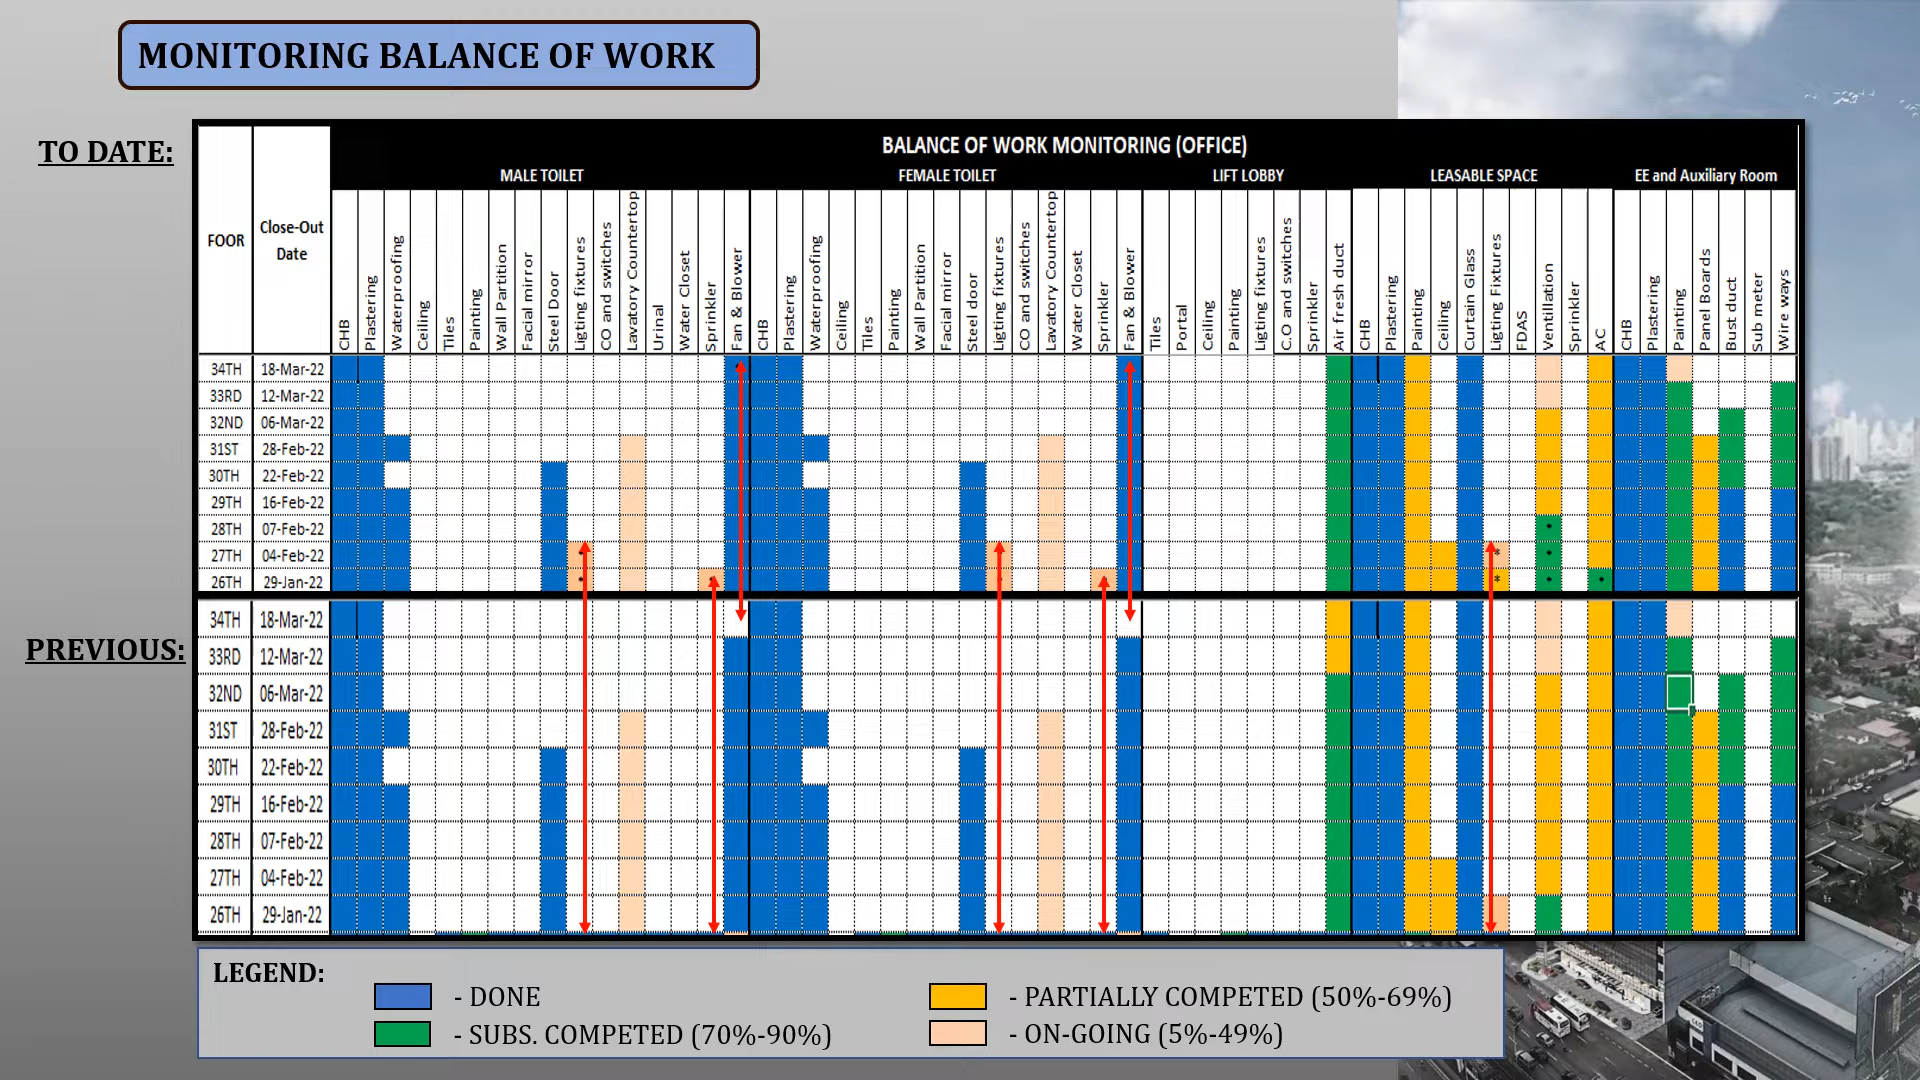 MONITORING BALANCE OF WORK
TO DATE:
BALANCE OF WORK MONITORING (OFFICE)
MALE TOILET
FEMALE TOILET
LIFT LOBBY
LEASABLE SPACE
EE and Auxiliary Room
FOOR
Close-Out
Date
CHB
Plastering
Waterproofing
Ceiling
Tiles
Painting
Wall Partition
Facial mirror
Steel Door
Ligting fixtures
CO and switches
Lavatory Countertop
Urinal
Water Closet
Sprinkler
Fan & Blower
CHB
Plastering
Waterproofing
Ceiling
Tiles
Painting
Wall Partition
Facial mirror
Steel door
Ligting fixtures
CO and switches
Lavatory Countertop
Water Closet
Sprinkler
Fan & Blower
Tiles
Portal
Ceiling
Painting
Ligting fixtures
C.O and switches
Sprinkler
Air fresh duct
CHB
Plastering
Painting
Ceiling
Curtain Glass
Ligting Fixtures
FDAS
Ventilation
Sprinkler
AC
CHB
Plastering
Painting
Panel Boards
Bust duct
Sub meter
Wire ways
34TH 18-Mar-22
33RD 12-Mar-22
32ND 06-Mar-22
31ST 28-Feb-22
30TH 22-Feb-22
29TH 16-Feb-22
28TH 07-Feb-22
27TH 04-Feb-22
26TH 29-Jan-22
PREVIOUS:
34TH 18-Mar-22
33RD 12-Mar-22
32ND 06-Mar-22
31ST 28-Feb-22
30TH 22-Feb-22
29TH 16-Feb-22
28TH 07-Feb-22
27TH 04-Feb-22
26TH 29-Jan-22
LEGEND:
- DONE
- PARTIALLY COMPETED (50%-69%)
- SUBS. COMPETED (70%-90%)
- ON-GOING (5%-49%)